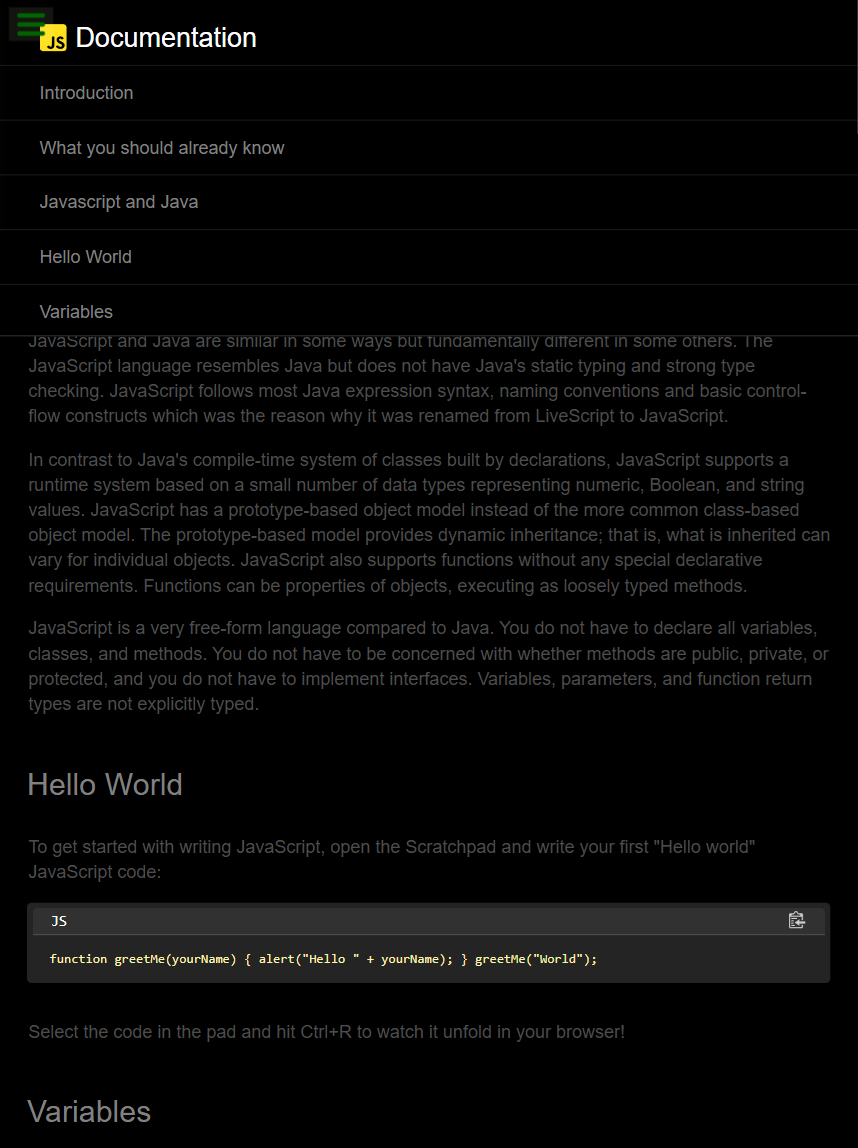 JS Documentation
Introduction
What you should already know
Javascript and Java
Hello World
Variables
JavaScript and Java are similar in some ways but fundamentally different in some others. The
JavaScript language resembles Java but does not have Java's static typing and strong type
checking. JavaScript follows most Java expression syntax, naming conventions and basic control-
flow constructs which was the reason why it was renamed from LiveScript to JavaScript.
In contrast to Java's compile-time system of classes built by declarations, JavaScript supports a
runtime system based on a small number of data types representing numeric, Boolean, and string
values. JavaScript has a prototype-based object model instead of the more common class-based
object model. The prototype-based model provides dynamic inheritance; that is, what is inherited can
vary for individual objects. JavaScript also supports functions without any special declarative
requirements. Functions can be properties of objects, executing as loosely typed methods.
JavaScript is a very free-form language compared to Java. You do not have to declare all variables,
classes, and methods. You do not have to be concerned with whether methods are public, private, or
protected, and you do not have to implement interfaces. Variables, parameters, and function return
types are not explicitly typed.
Hello World
To get started with writing JavaScript, open the Scratchpad and write your first "Hello world"
JavaScript code:
JS
function greetMe(yourName) { alert("Hello " + yourName); } greetMe("World");
Select the code in the pad and hit Ctrl+R to watch it unfold in your browser!
Variables